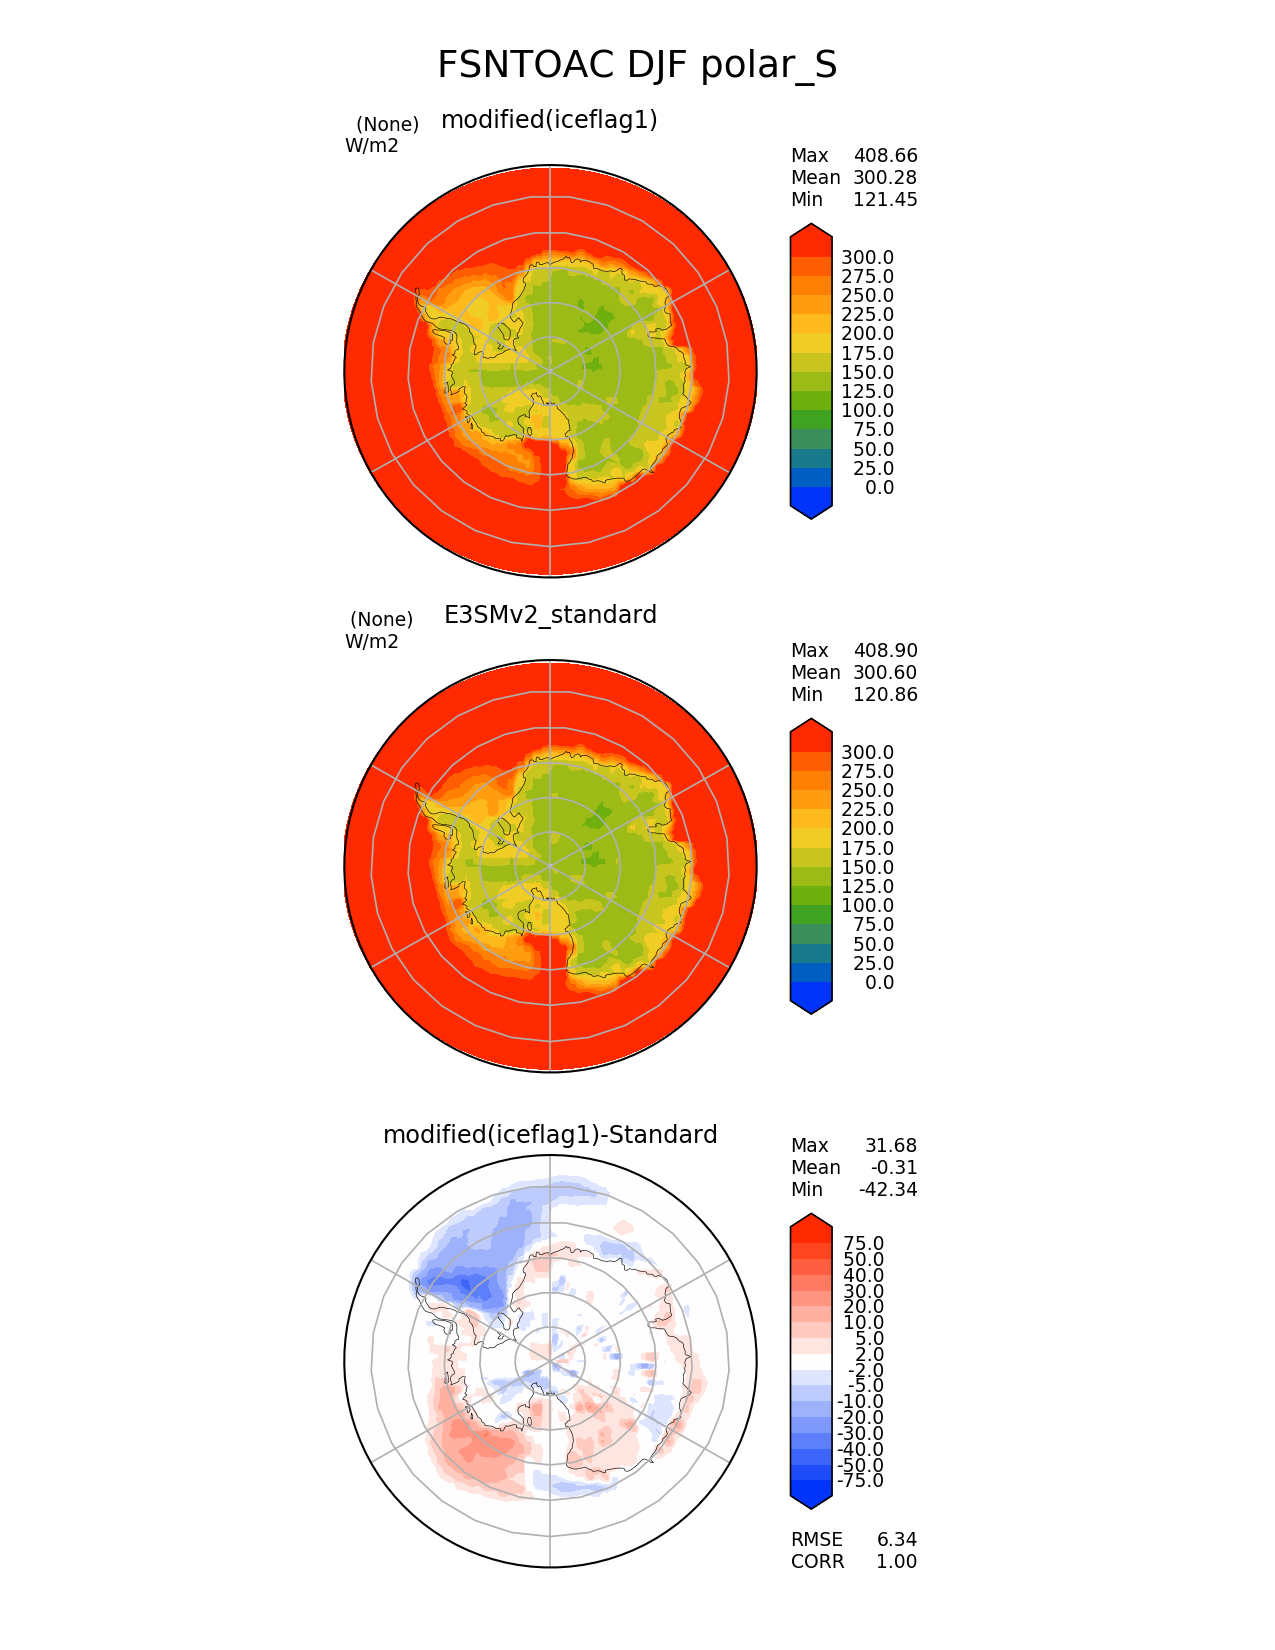 FSNTOAC DJF polar_S
(None)
modified(iceflag1)
W/m2
Max 408.66
Mean 300.28
Min 121.45
300.0
275.0
250.0
225.0
200.0
175.0
150.0
125.0
100.0
75.0
50.0
25.0
0.0
(None)
E3SMv2_standard
W/m2
Max 408.90
Mean 300.60
Min 120.86
300.0
275.0
250.0
225.0
200.0
175.0
150.0
125.0
100.0
75.0
50.0
25.0
0.0
modified(iceflag1)-Standard
Max 31.68
Mean -0.31
Min -42.34
75.0
50.0
40.0
30.0
20.0
10.0
5.0
2.0
-2.0
-5.0
-10.0
-20.0
-30.0
-40.0
-50.0
-75.0
RMSE 6.34
CORR 1.00